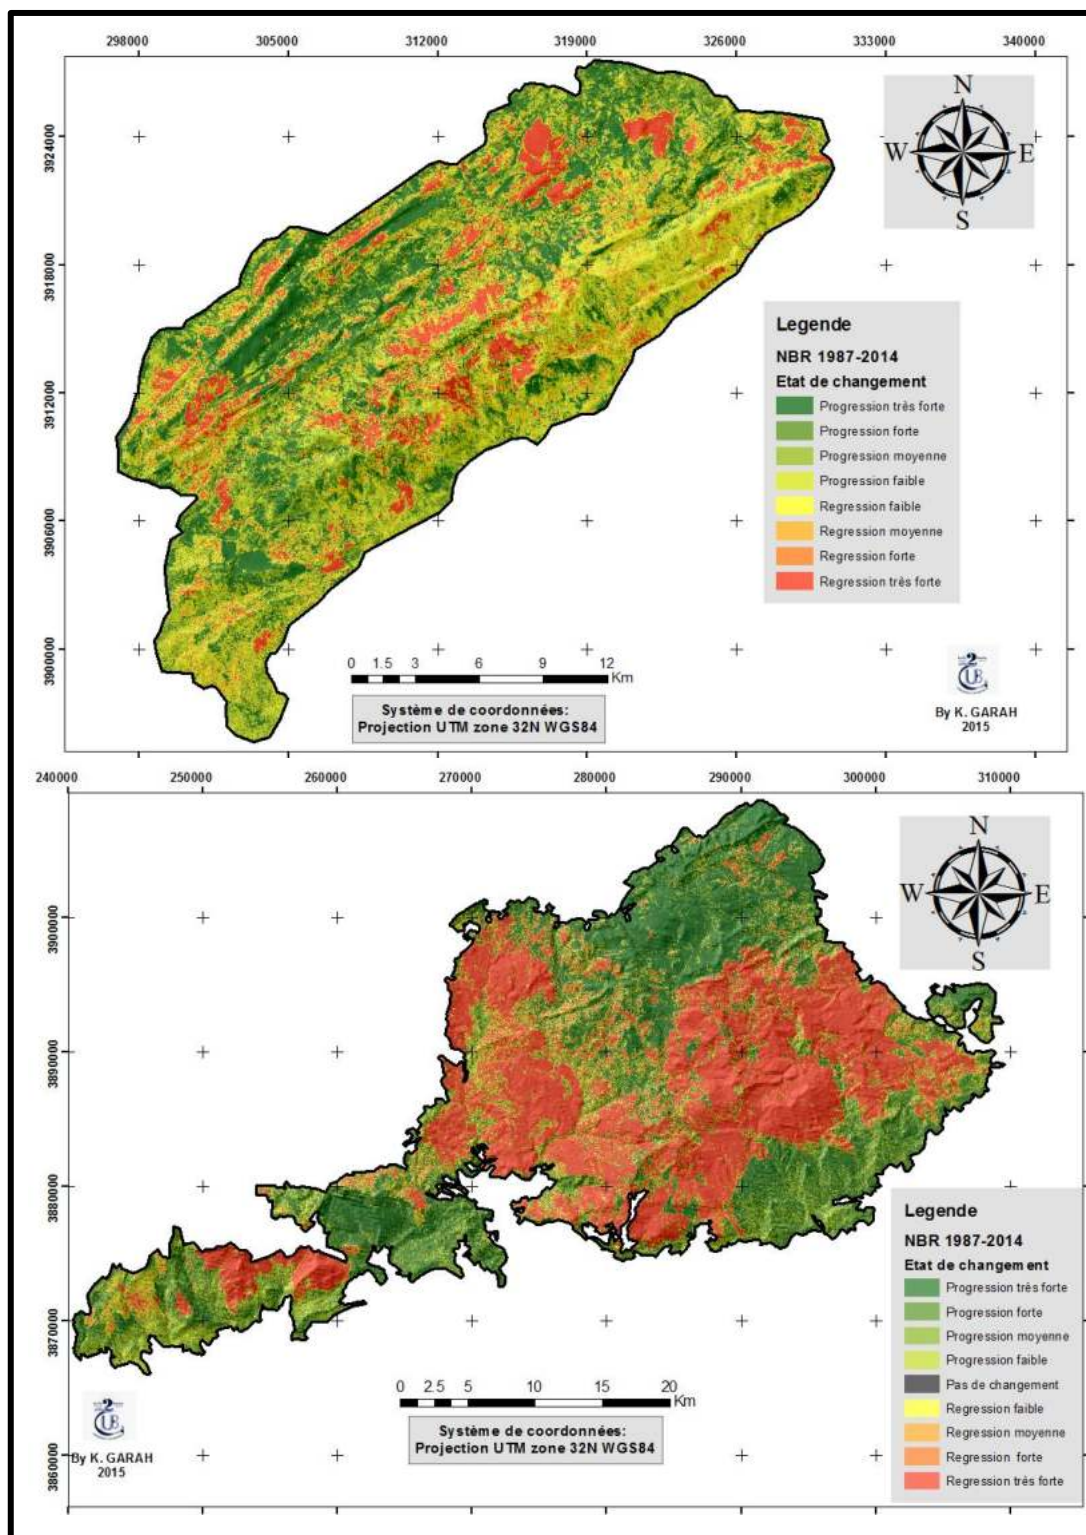 298000 305000 312000 319000 326000 333000 340000
3924000
3918000
3912000
3906000
3900000
N
W E
S
Legende
NBR 1987-2014
Etat de changement
Progression très forte
Progression forte
Progression moyenne
Progression faible
Regression faible
Regression moyenne
Regression forte
Regression très forte
0 1.5 3 6 9 12
Km
Système de coordonnées:
Projection UTM zone 32N WGS84
2
UB
By K. GARAH
2015
240000 250000 260000 270000 280000 290000 300000 310000
3900000
3890000
3880000
3870000
3860000
N
W E
S
Legende
NBR 1987-2014
Etat de changement
Progression très forte
Progression forte
Progression moyenne
Progression faible
Pas de changement
Regression faible
Regression moyenne
Regression forte
Regression très forte
0 2.5 5 10 15 20
Km
Système de coordonnées:
Projection UTM zone 32N WGS84
2
UB
By K. GARAH
2015